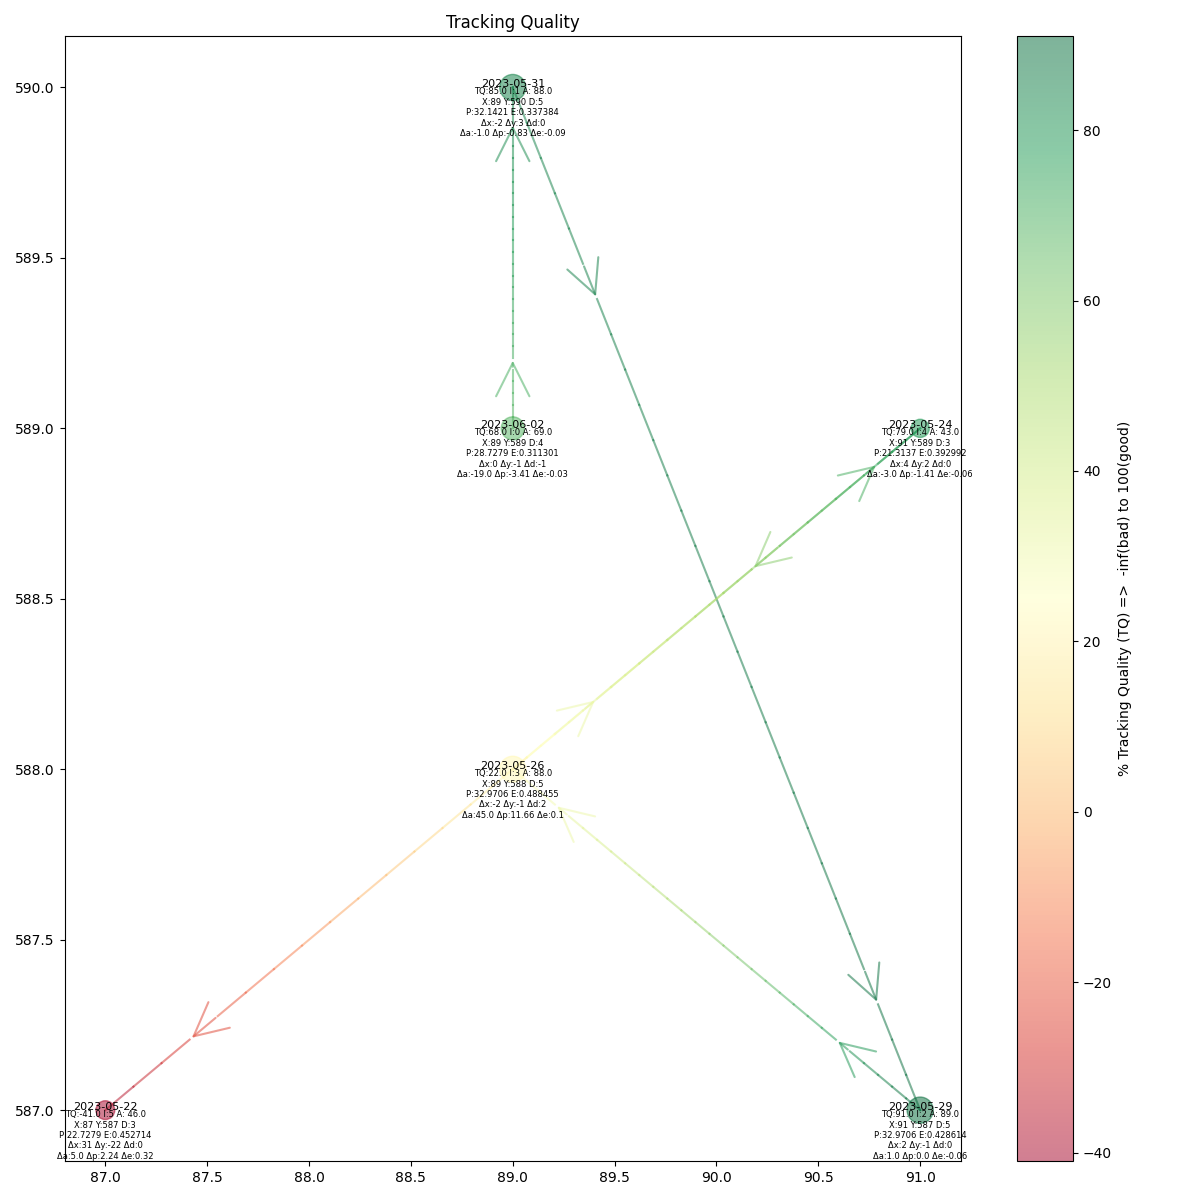 Tracking Quality
590.0
589.5
589.0
588.5
588.0
587.5
587.0
2023-05-31
TQ:85.0 I:1 A: 88.0
X:89 Y:590 D:5
P:32.1421 E:0.337384
Δx:-2 Δy:3 Δd:0
Δa:-1.0 Δp:-0.83 Δe:-0.09
2023-06-02
TQ:68.0 I:0 A: 69.0
X:89 Y:589 D:4
P:28.7279 E:0.311301
Δx:0 Δy:-1 Δd:-1
Δa:-19.0 Δp:-3.41 Δe:-0.03
2023-05-24
TQ:79.0 I:4 A: 43.0
X:91 Y:589 D:3
P:21.3137 E:0.392992
Δx:4 Δy:2 Δd:0
Δa:-3.0 Δp:-1.41 Δe:-0.06
2023-05-26
TQ:22.0 I:3 A: 88.0
X:89 Y:588 D:5
P:32.9706 E:0.488455
Δx:-2 Δy:-1 Δd:2
Δa:45.0 Δp:11.66 Δe:0.1
2023-05-22
TQ:-41.0 I:5 A: 46.0
X:87 Y:587 D:3
P:22.7279 E:0.452714
Δx:31 Δy:-22 Δd:0
Δa:5.0 Δp:2.24 Δe:0.32
2023-05-29
TQ:91.0 I:2 A: 89.0
X:91 Y:587 D:5
P:32.9706 E:0.428614
Δx:2 Δy:-1 Δd:0
Δa:1.0 Δp:0.0 Δe:-0.06
87.0
87.5
88.0
88.5
89.0
89.5
90.0
90.5
91.0
80
60
40
20
0
−20
−40
% Tracking Quality (TQ) => -inf(bad) to 100(good)